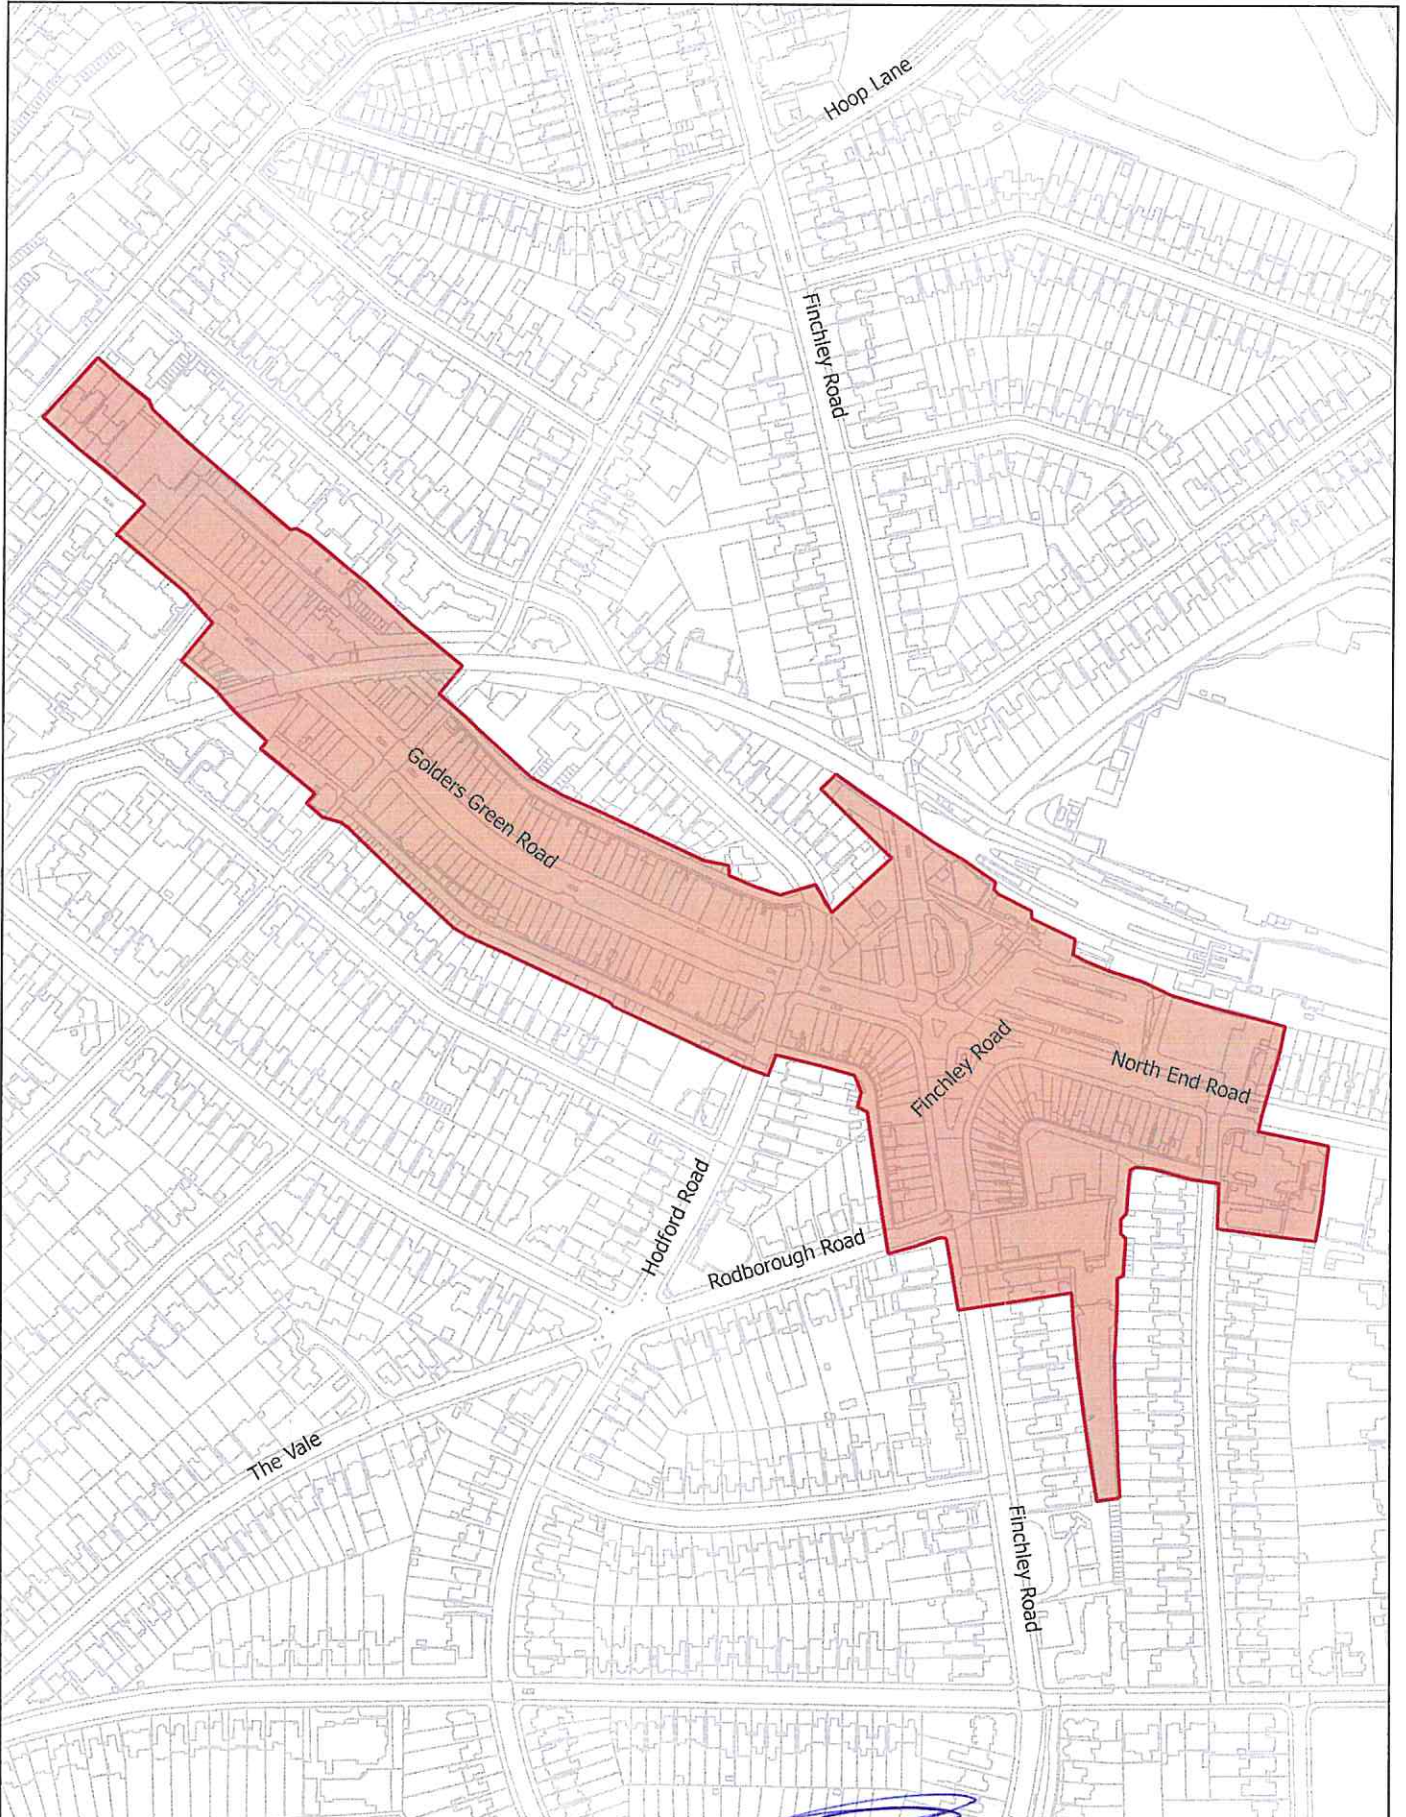 Hoop Lane
Finchley Road
Golders Green Road
Finchley Road
North End Road
Hodford Road
Rodborough Road
The Vale
Finchley Road